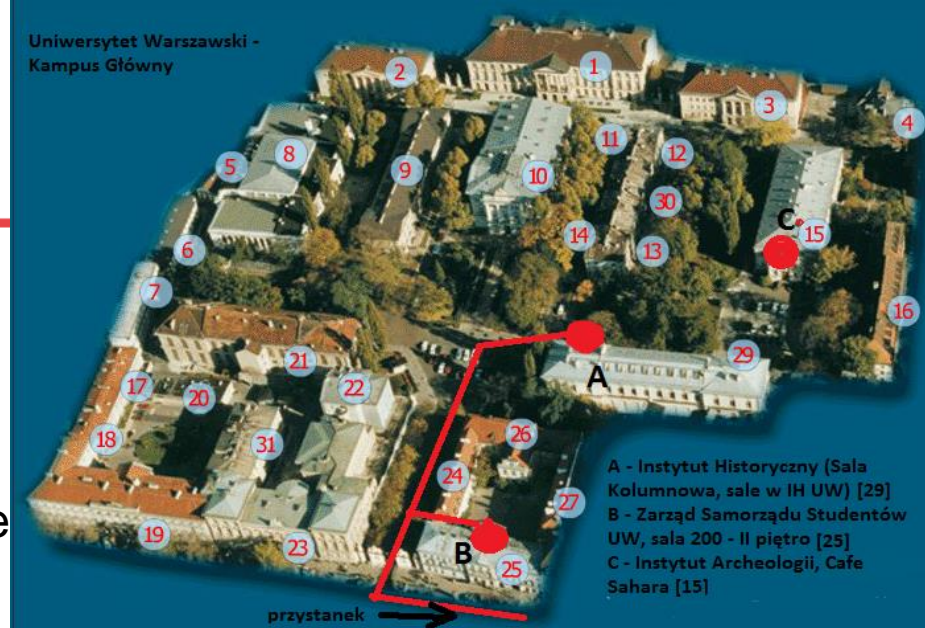 Uniwersytet Warszawski -
Kampus Główny
1
2
3
4
5
8
9
10
11
12
30
14
13
C
15
6
7
16
21
29
A
17
20
22
18
31
26
24
27
19
23
B
25
A - Instytut Historyczny (Sala
Kolumnowa, sale w IH UW) [29]
B - Zarząd Samorządu Studentów
UW, sala 200 - II piętro [25]
C - Instytut Archeologii, Cafe
Sahara [15]
przystanek
e